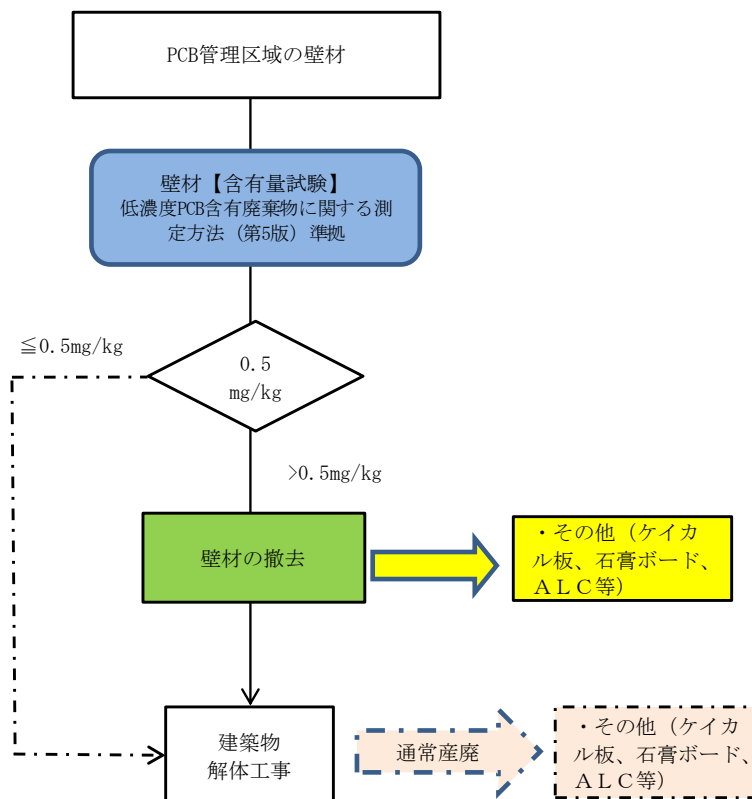 PCB管理区域の壁材
壁材【含有量試験】
低濃度PCB含有廃棄物に関する測
定方法（第5版）準拠
≦0.5mg/kg
0.5
mg/kg
>0.5mg/kg
壁材の撤去
・その他（ケイカ
ル板、石膏ボード、
ＡＬＣ等）
建築物
解体工事
通常産廃
・その他（ケイカ
ル板、石膏ボード、
ＡＬＣ等）